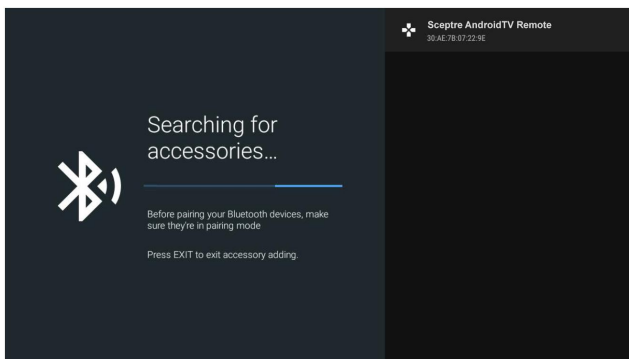 Searching for
accessories...
Before pairing your Bluetooth devices, make
sure they're in pairing mode
Press EXIT to exit accessory adding.
Sceptre AndroidTV Remote
30:AE:7B:07:22:9E